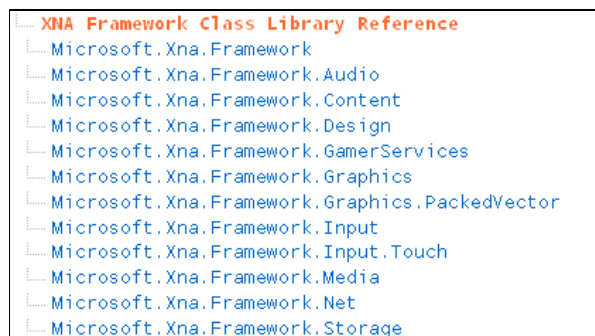 XNA Framework Class Library Reference
Microsoft.Xna.Framework
Microsoft.Xna.Framework.Audio
Microsoft.Xna.Framework.Content
Microsoft.Xna.Framework.Design
Microsoft.Xna.Framework.GamerServices
Microsoft.Xna.Framework.Graphics
Microsoft.Xna.Framework.Graphics.PackedVector
Microsoft.Xna.Framework.Input
Microsoft.Xna.Framework.Input.Touch
Microsoft.Xna.Framework.Media
Microsoft.Xna.Framework.Net
Microsoft.Xna.Framework.Storage